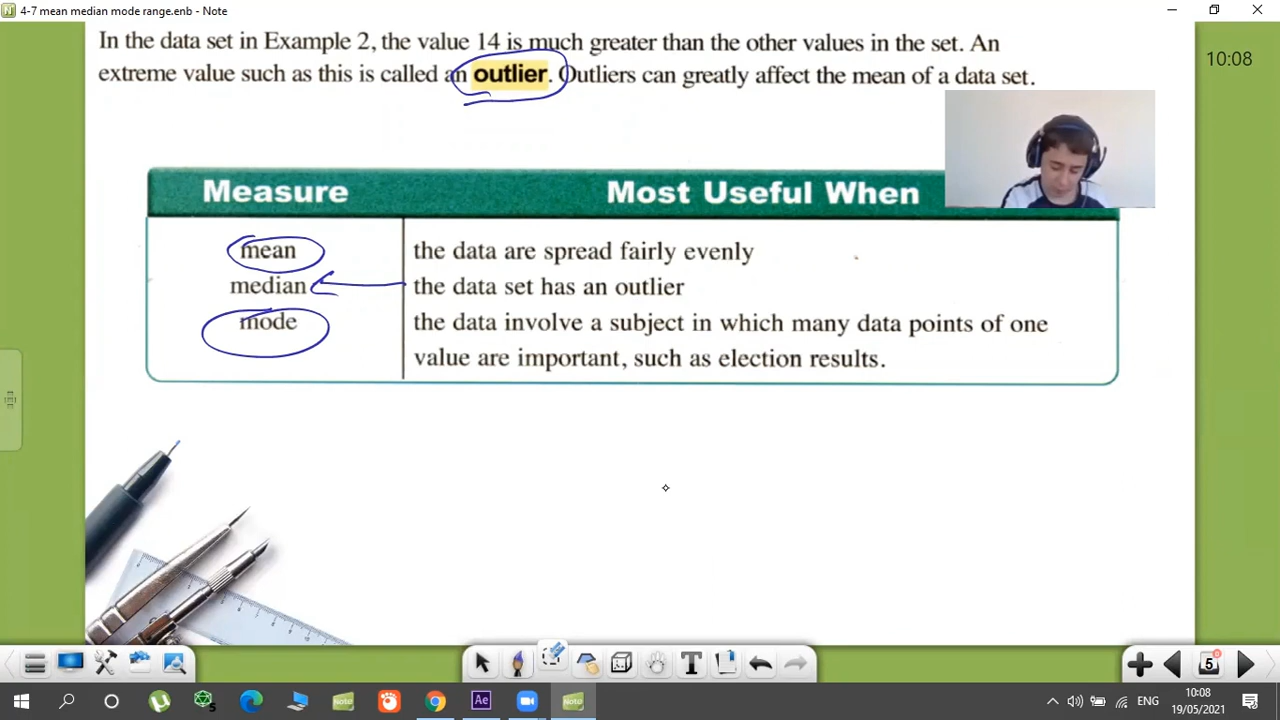 4-7 mean median mode range.enb - Note
In the data set in Example 2, the value 14 is much greater than the other values in the set. An
extreme value such as this is called an outlier. Outliers can greatly affect the mean of a data set.
10:08
Measure Most Useful When
mean the data are spread fairly evenly
median the data set has an outlier
mode the data involve a subject in which many data points of one
value are important, such as election results.
T 5
Note Ae Note
ENG
10:08
19/05/2021